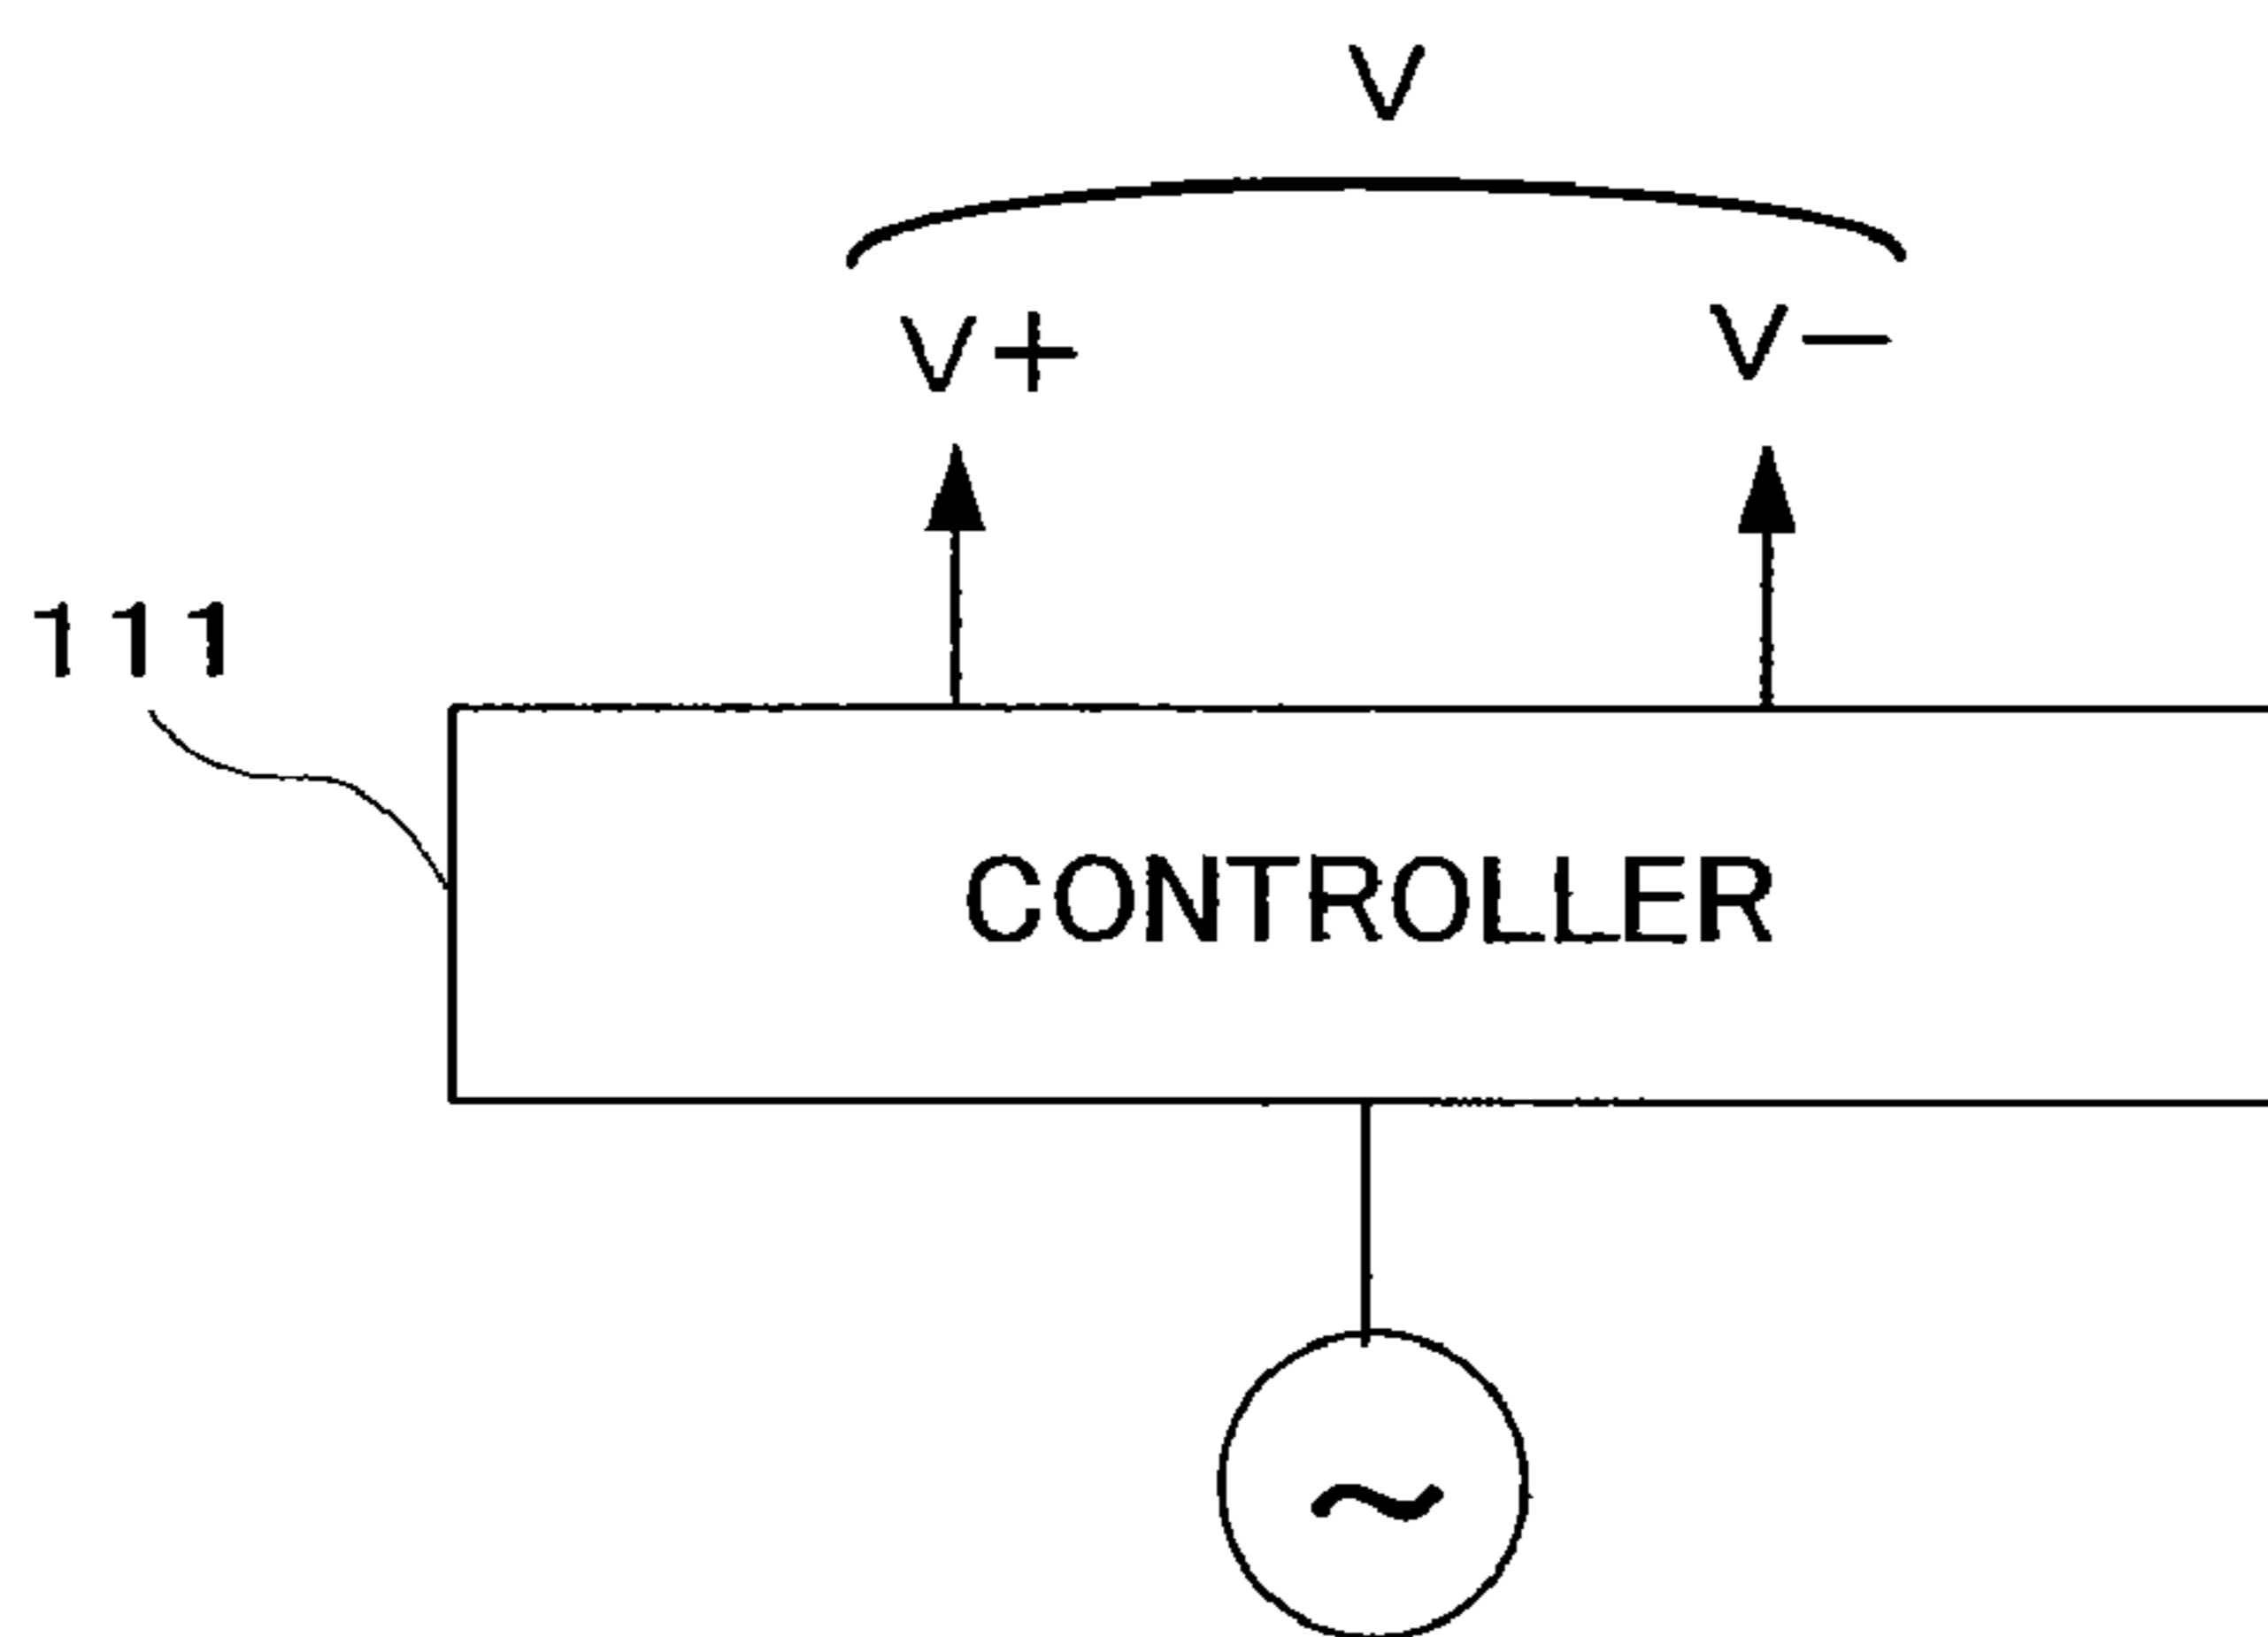 V
V+ V−
111
CONTROLLER
~